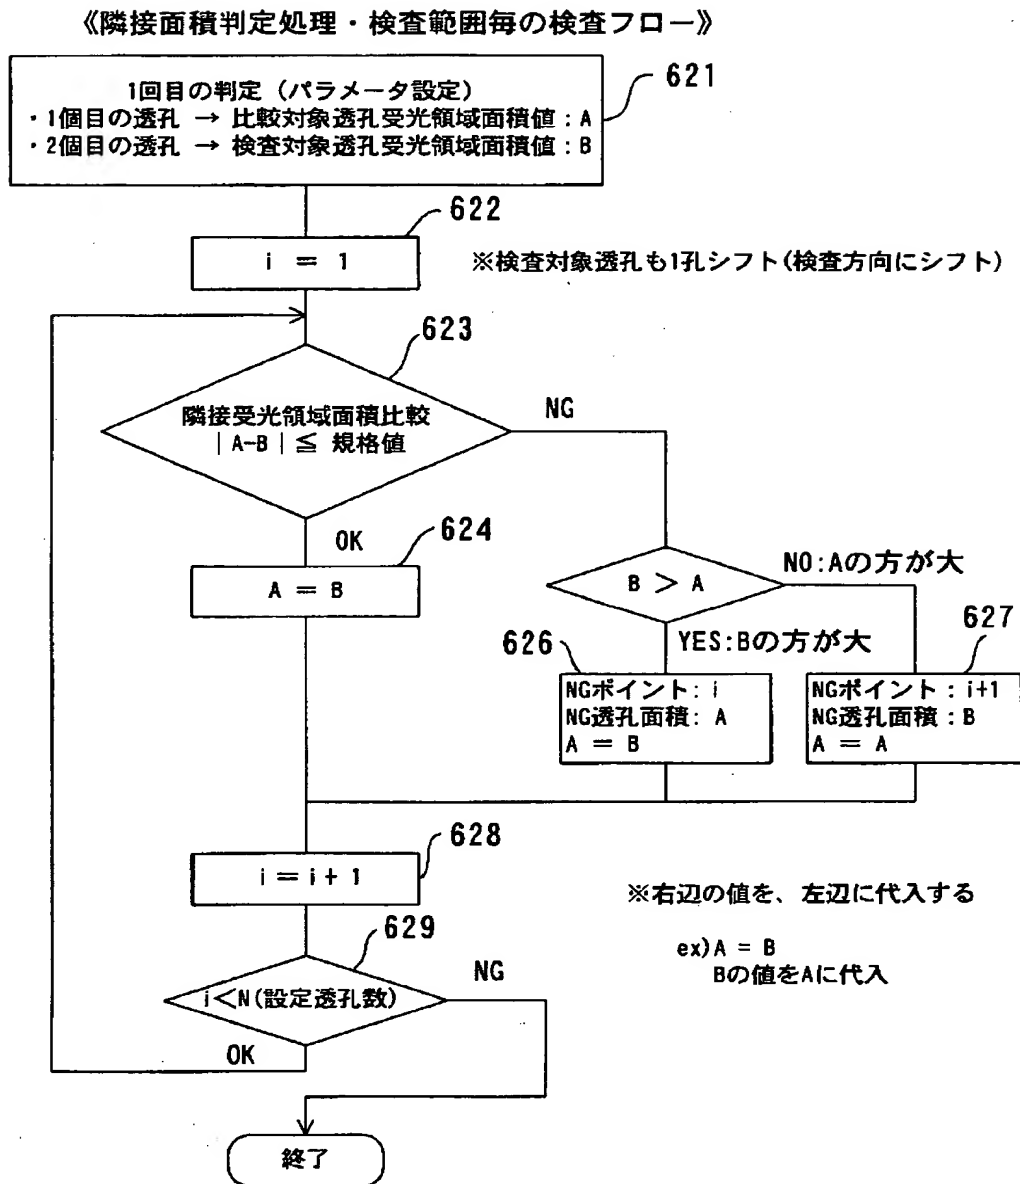 《隣接面積判定処理・検査範囲毎の検査フロー》
1回目の判定（パラメータ設定）
・1個目の透孔 → 比較対象透孔受光領域面積値：A
・2個目の透孔 → 検査対象透孔受光領域面積値：B
621
622
i = 1
※検査対象透孔も1孔シフト(検査方向にシフト)
623
隣接受光領域面積比較
｜A-B｜≦ 規格値
NG
OK
624
A = B
B ＞ A
NO:Aの方が大
YES:Bの方が大
626
NGポイント: i
NG透孔面積: A
A = B
627
NGポイント：i+1
NG透孔面積：B
A = A
628
i = i + 1
※右辺の値を、左辺に代入する
ex)A = B
Bの値をAに代入
629
i＜N(設定透孔数)
NG
OK
終了